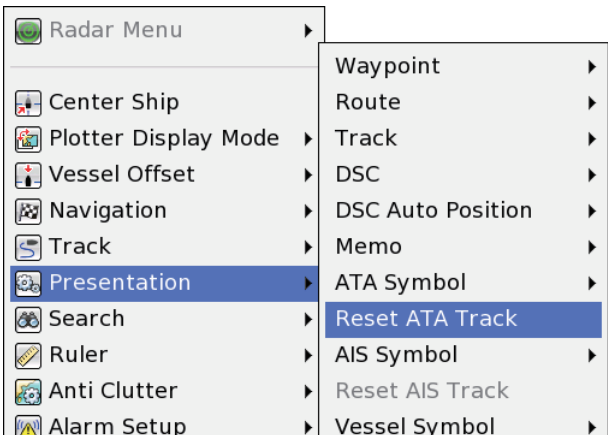 Radar Menu
Center Ship
Plotter Display Mode
Vessel Offset
Navigation
Track
Presentation
Search
Ruler
Anti Clutter
Alarm Setup
Waypoint
Route
Track
DSC
DSC Auto Position
Memo
ATA Symbol
Reset ATA Track
AIS Symbol
Reset AIS Track
Vessel Symbol